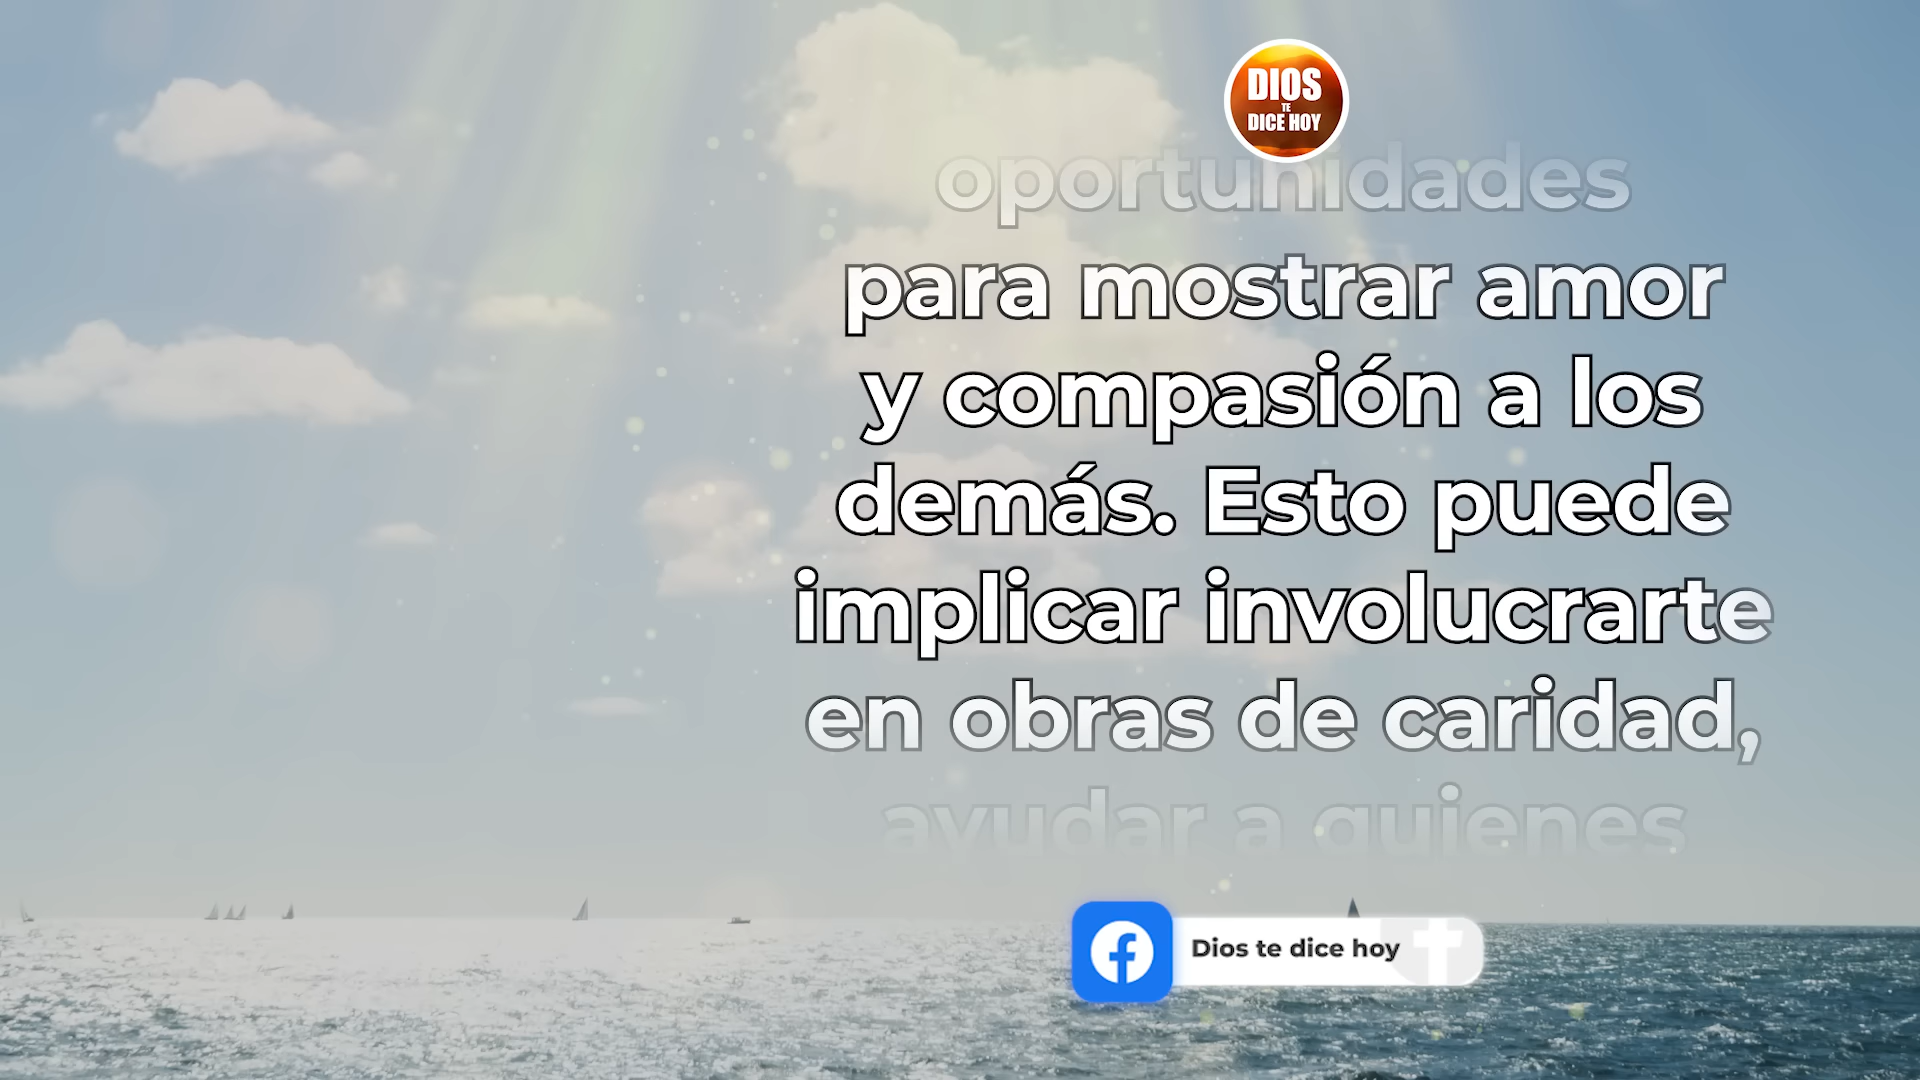 DIOS
TE
DICE HOY
oportunidades
para mostrar amor
y compasión a los
demás. Esto puede
implicar involucrarte
en obras de caridad,
ayudar a quienes
Dios te dice hoy